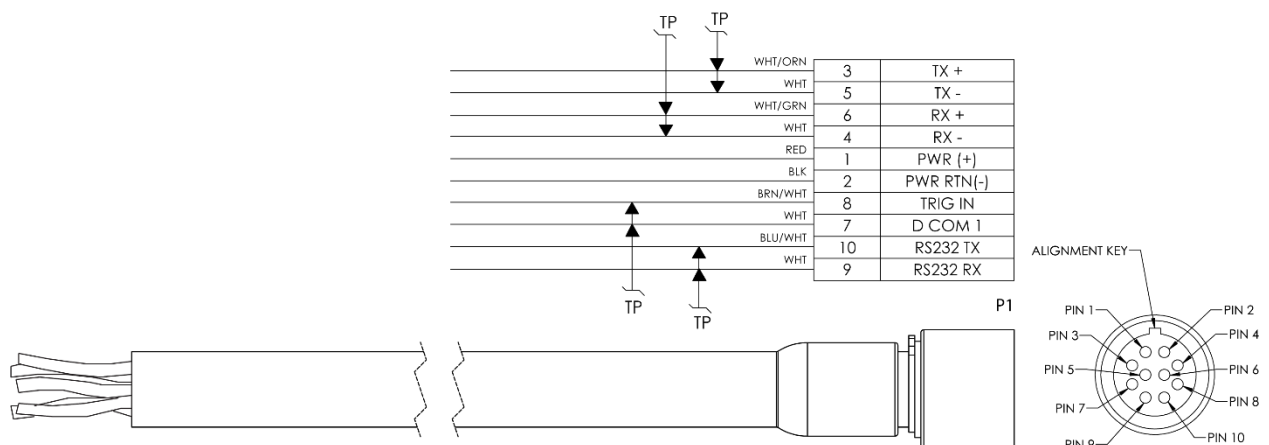 TP TP
WHT/ORN 3 TX +
WHT 5 TX -
WHT/GRN 6 RX +
WHT 4 RX -
RED 1 PWR (+)
BLK 2 PWR RTN(-)
BRN/WHT 8 TRIG IN
WHT 7 D COM 1
BLU/WHT 10 RS232 TX
WHT 9 RS232 RX
TP TP
P1
ALIGNMENT KEY
PIN 1 PIN 2
PIN 3 PIN 4
PIN 5 PIN 6
PIN 7 PIN 8
PIN 9 PIN 10